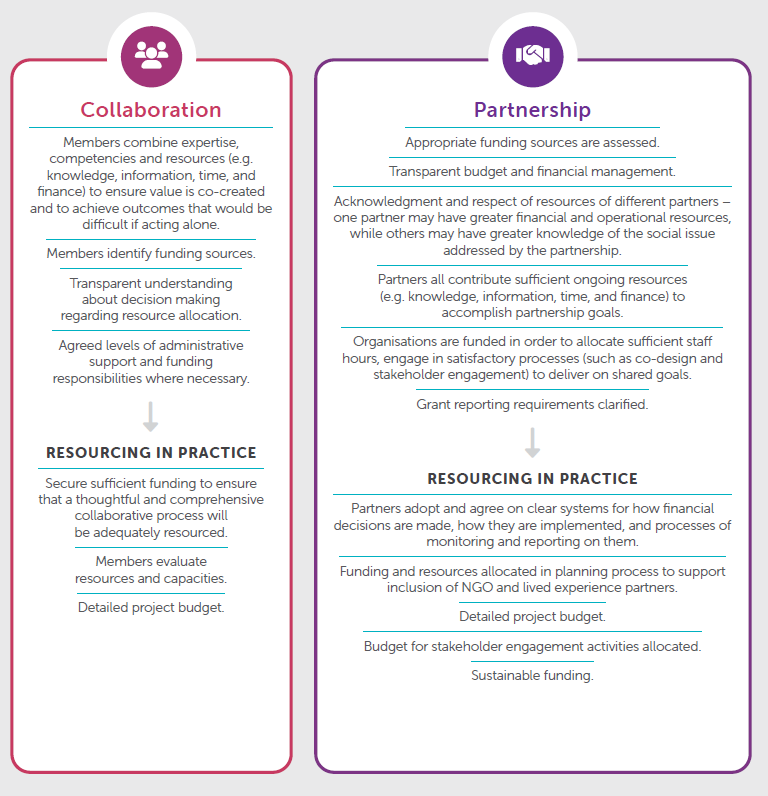 Collaboration
Members combine expertise,
competencies and resources (e.g.
knowledge, information, time, and
finance) to ensure value is co-created
and to achieve outcomes that would be
difficult if acting alone.
Members identify funding sources.
Transparent understanding
about decision making
regarding resource allocation.
Agreed levels of administrative
support and funding
responsibilities where necessary.
RESOURCING IN PRACTICE
Secure sufficient funding to ensure
that a thoughtful and comprehensive
collaborative process will
be adequately resourced.
Members evaluate
resources and capacities.
Detailed project budget.
Partnership
Appropriate funding sources are assessed.
Transparent budget and financial management.
Acknowledgment and respect of resources of different partners –
one partner may have greater financial and operational resources,
while others may have greater knowledge of the social issue
addressed by the partnership.
Partners all contribute sufficient ongoing resources
(e.g. knowledge, information, time, and finance) to
accomplish partnership goals.
Organisations are funded in order to allocate sufficient staff
hours, engage in satisfactory processes (such as co-design and
stakeholder engagement) to deliver on shared goals.
Grant reporting requirements clarified.
RESOURCING IN PRACTICE
Partners adopt and agree on clear systems for how financial
decisions are made, how they are implemented, and processes of
monitoring and reporting on them.
Funding and resources allocated in planning process to support
inclusion of NGO and lived experience partners.
Detailed project budget.
Budget for stakeholder engagement activities allocated.
Sustainable funding.